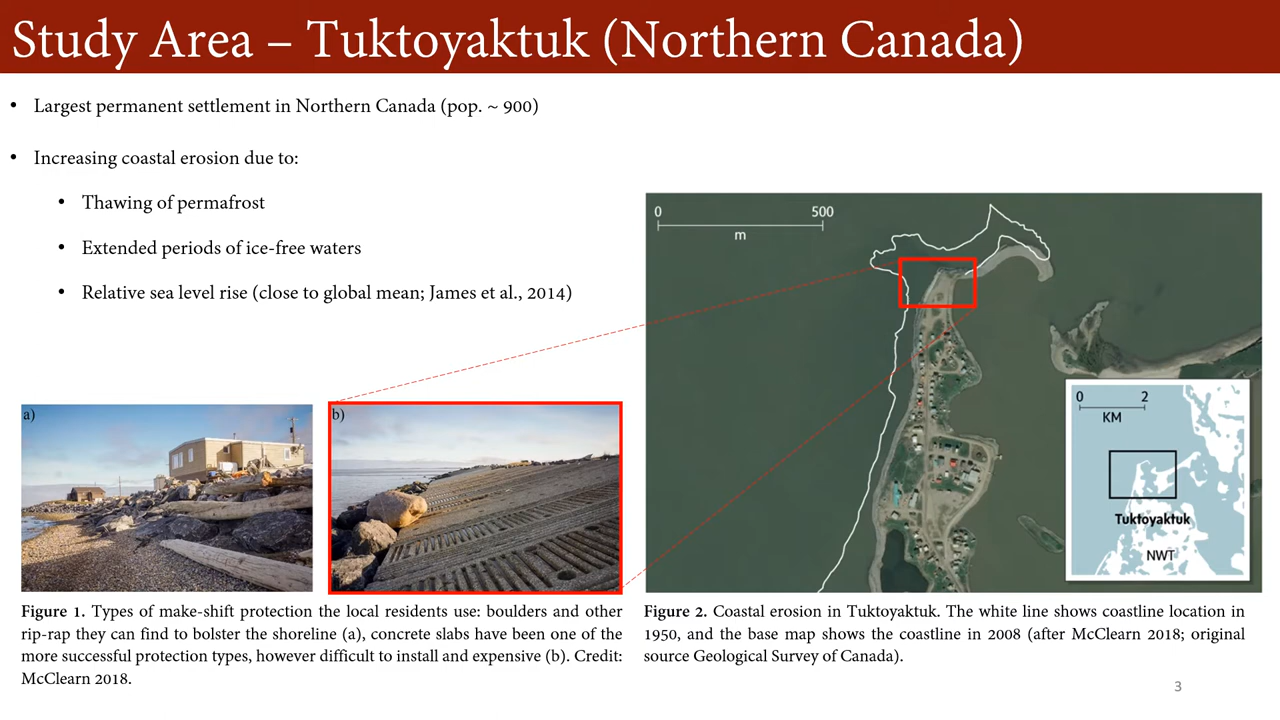 Study Area – Tuktoyaktuk (Northern Canada)
• Largest permanent settlement in Northern Canada (pop. ~ 900)
• Increasing coastal erosion due to:
• Thawing of permafrost
• Extended periods of ice-free waters
• Relative sea level rise (close to global mean; James et al., 2014)
a)
b)
Figure 1. Types of make-shift protection the local residents use: boulders and other
rip-rap they can find to bolster the shoreline (a), concrete slabs have been one of the
more successful protection types, however difficult to install and expensive (b). Credit:
McClearn 2018.
0 500
m
0 2
KM
Tuktoyaktuk
NWT
Figure 2. Coastal erosion in Tuktoyaktuk. The white line shows coastline location in
1950, and the base map shows the coastline in 2008 (after McClearn 2018; original
source Geological Survey of Canada).
3